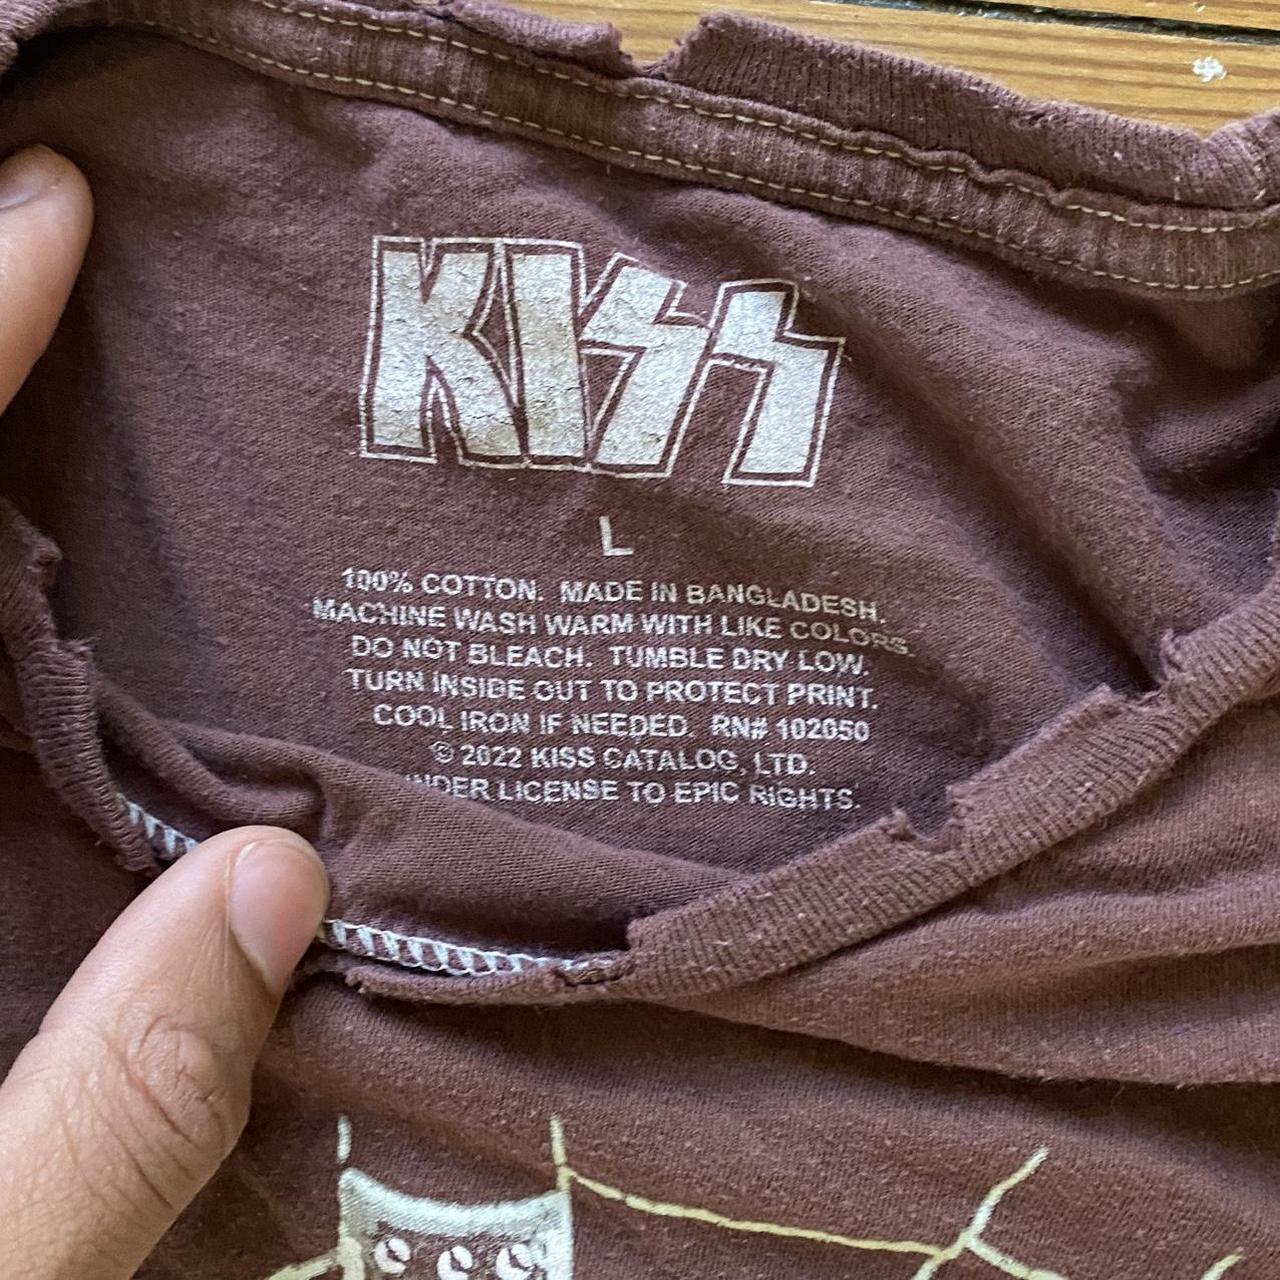 KISS
L
100% COTTON. MADE IN BANGLADESH.
MACHINE WASH WARM WITH LIKE COLORS.
DO NOT BLEACH. TUMBLE DRY LOW.
TURN INSIDE OUT TO PROTECT PRINT.
COOL IRON IF NEEDED. RN# 102050
© 2022 KISS CATALOG, LTD.
UNDER LICENSE TO EPIC RIGHTS.